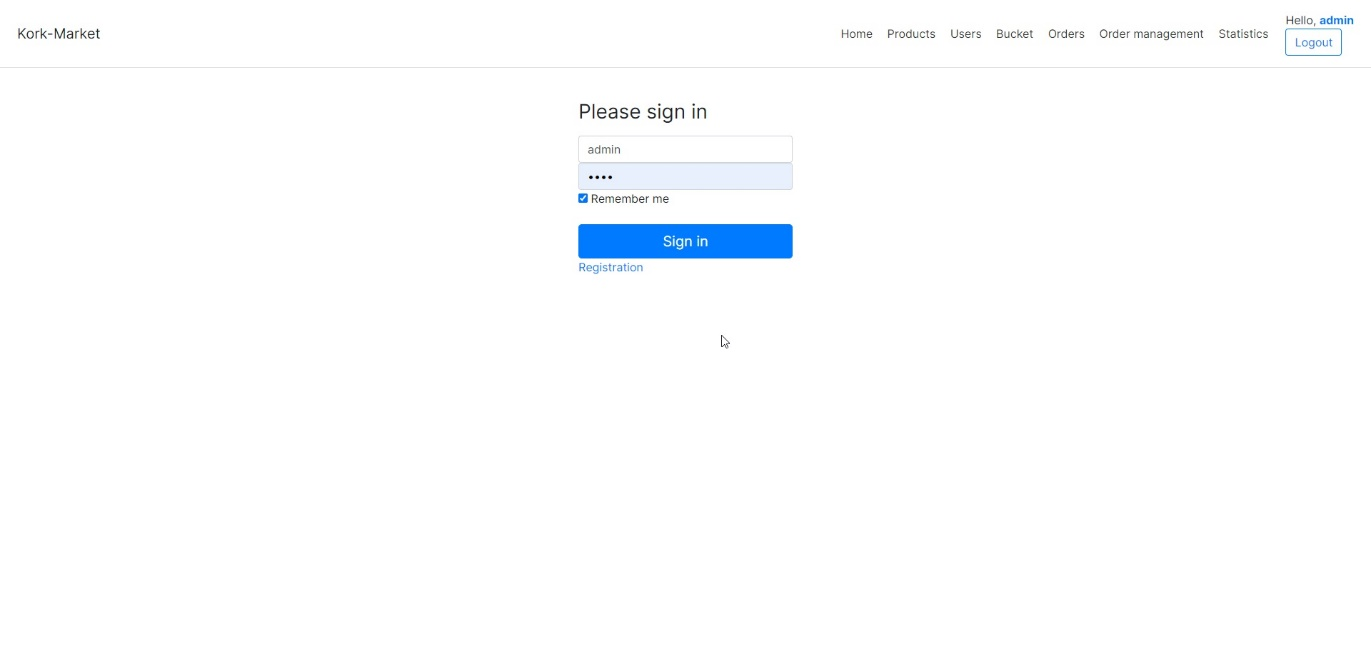 Kork-Market
Home Products Users Bucket Orders Order management Statistics
Hello, admin
Logout
Please sign in
admin
••••
Remember me
Sign in
Registration